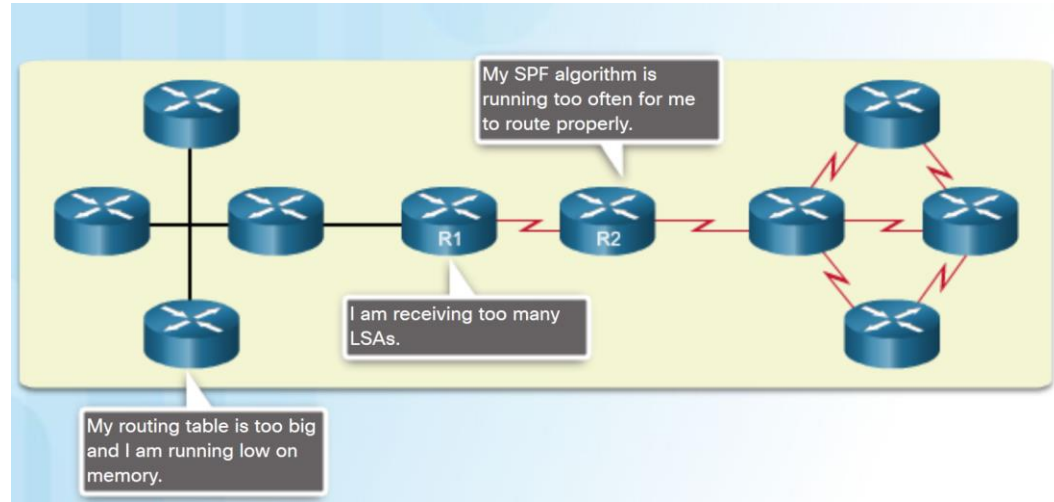 My SPF algorithm is
running too often for me
to route properly.
R1
R2
I am receiving too many
LSAs.
My routing table is too big
and I am running low on
memory.